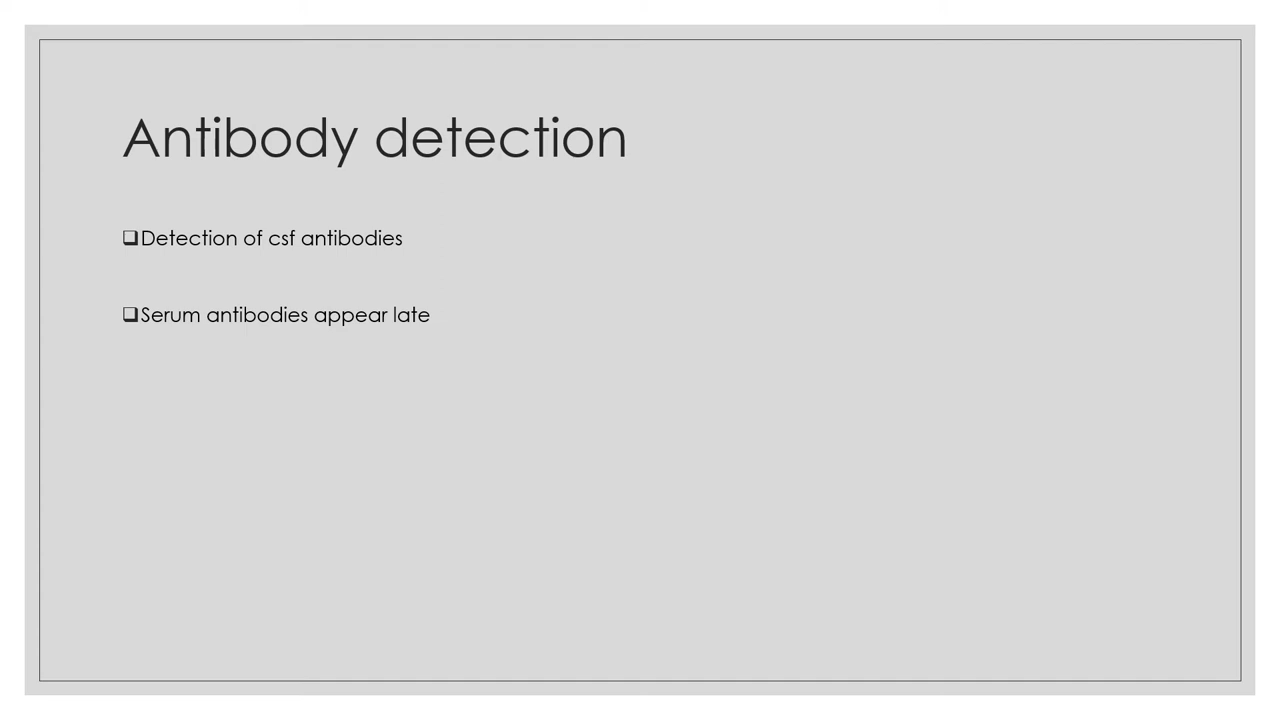 Antibody detection
❑Detection of csf antibodies
❑Serum antibodies appear late